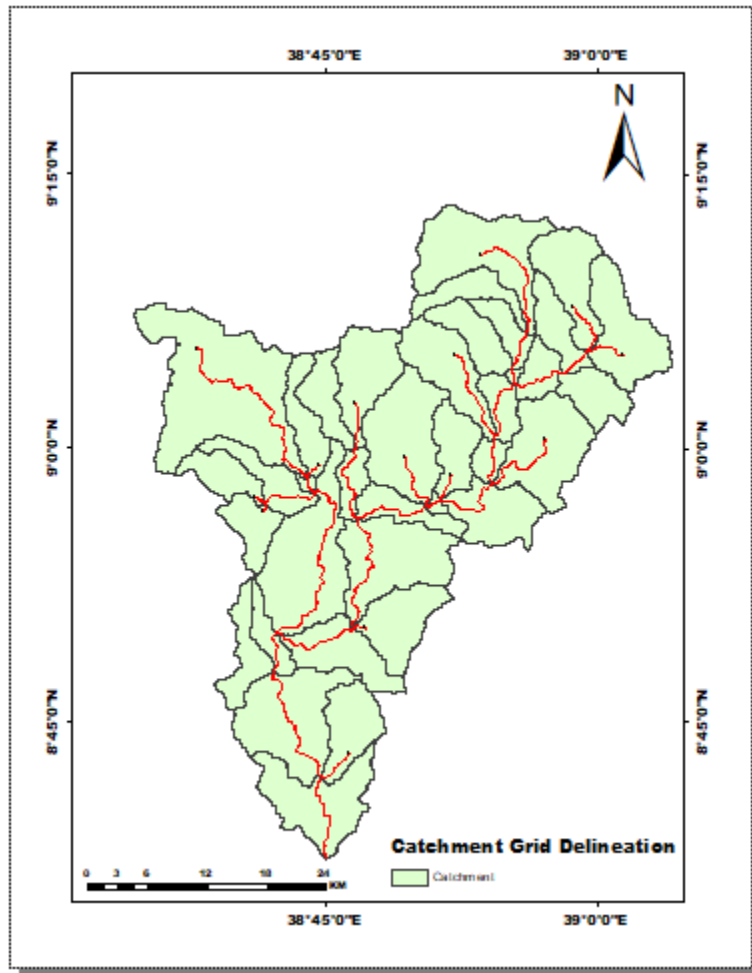 38°45'0"E 39°0'0"E
N
9°15'0"N 9°15'0"N
9°0'0"N 9°0'0"N
8°45'0"N 8°45'0"N
Catchment Grid Delineation
Catchment
0 3 6 12 18 24
KM
38°45'0"E 39°0'0"E